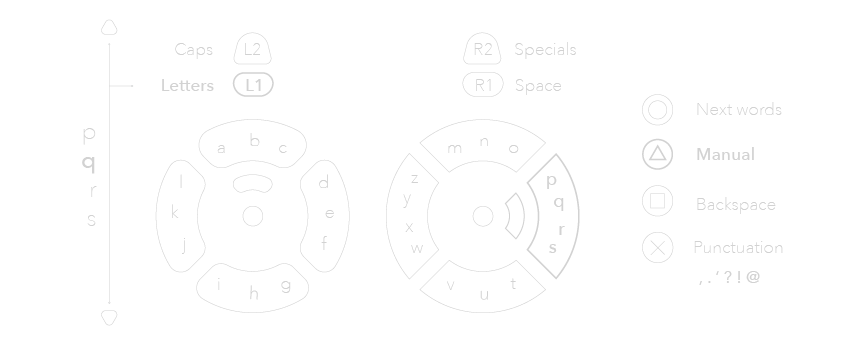 Caps L2
Letters L1
R2 Specials
R1 Space
p
q
r
s
a b c
d
e
f
g
h
i
j
k
l
m n o
p
q
r
s
t
u
v
w
x
y
z
Next words
Manual
Backspace
Punctuation
, . ‘ ? ! @